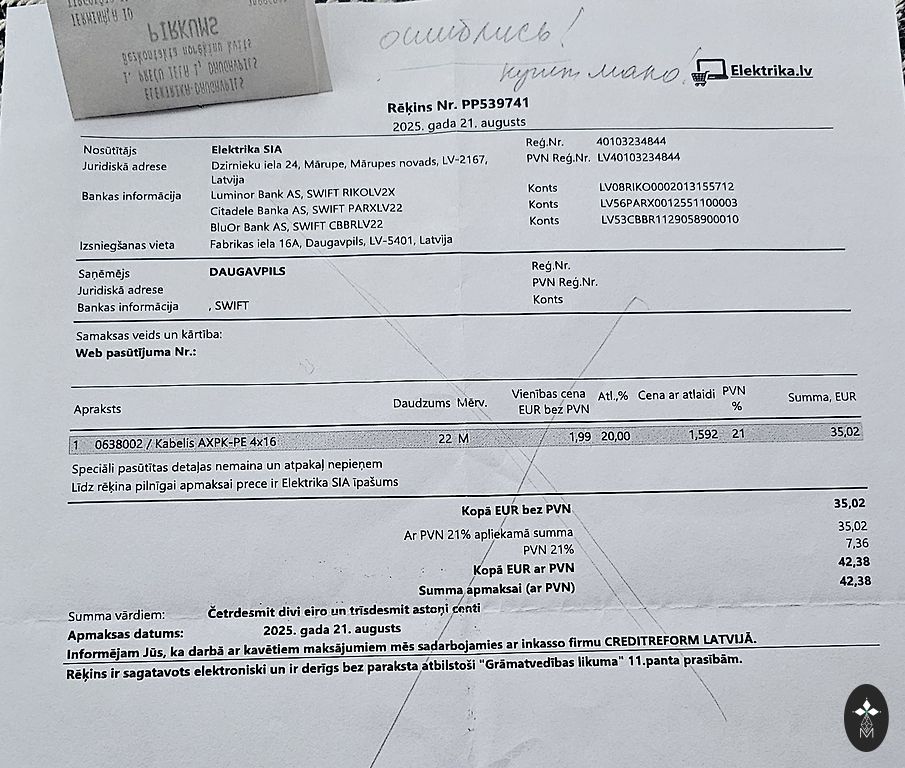 TERMINĀLA ID
PIRKUMS
Bezkontakta norēķinu karte
ELEKTRIKA DAUGAVPILS
ошиблись!
купил мало!
Elektrika.lv
Rēķins Nr. PP539741
2025. gada 21. augusts
Nosūtītājs Elektrika SIA Reģ.Nr. 40103234844
Juridiskā adrese Dzirnieku iela 24, Mārupe, Mārupes novads, LV-2167, PVN Reģ.Nr. LV40103234844
Latvija
Bankas informācija Luminor Bank AS, SWIFT RIKOLV2X Konts LV08RIKO0002013155712
Citadele Banka AS, SWIFT PARXLV22 Konts LV56PARX0012551100003
BluOr Bank AS, SWIFT CBBRLV22 Konts LV53CBBR1129058900010
Izsniegšanas vieta Fabrikas iela 16A, Daugavpils, LV-5401, Latvija
Saņēmējs DAUGAVPILS Reģ.Nr.
Juridiskā adrese PVN Reģ.Nr.
Bankas informācija , SWIFT Konts
Samaksas veids un kārtība:
Web pasūtījuma Nr.:
Apraksts Daudzums Mērv. Vienības cena EUR bez PVN Atl.,% Cena ar atlaidi PVN % Summa, EUR
1 0638002 / Kabelis AXPK-PE 4x16 22 M 1,99 20,00 1,592 21 35,02
Speciāli pasūtītas detaļas nemaina un atpakaļ nepieņem
Līdz rēķina pilnīgai apmaksai prece ir Elektrika SIA īpašums
Kopā EUR bez PVN 35,02
Ar PVN 21% apliekamā summa 35,02
PVN 21% 7,36
Kopā EUR ar PVN 42,38
Summa apmaksai (ar PVN) 42,38
Summa vārdiem: Četrdesmit divi eiro un trīsdesmit astoņi centi
Apmaksas datums: 2025. gada 21. augusts
Informējam Jūs, ka darbā ar kavētiem maksājumiem mēs sadarbojamies ar inkasso firmu CREDITREFORM LATVIJĀ.
Rēķins ir sagatavots elektroniski un ir derīgs bez paraksta atbilstoši "Grāmatvedības likuma" 11.panta prasībām.
M